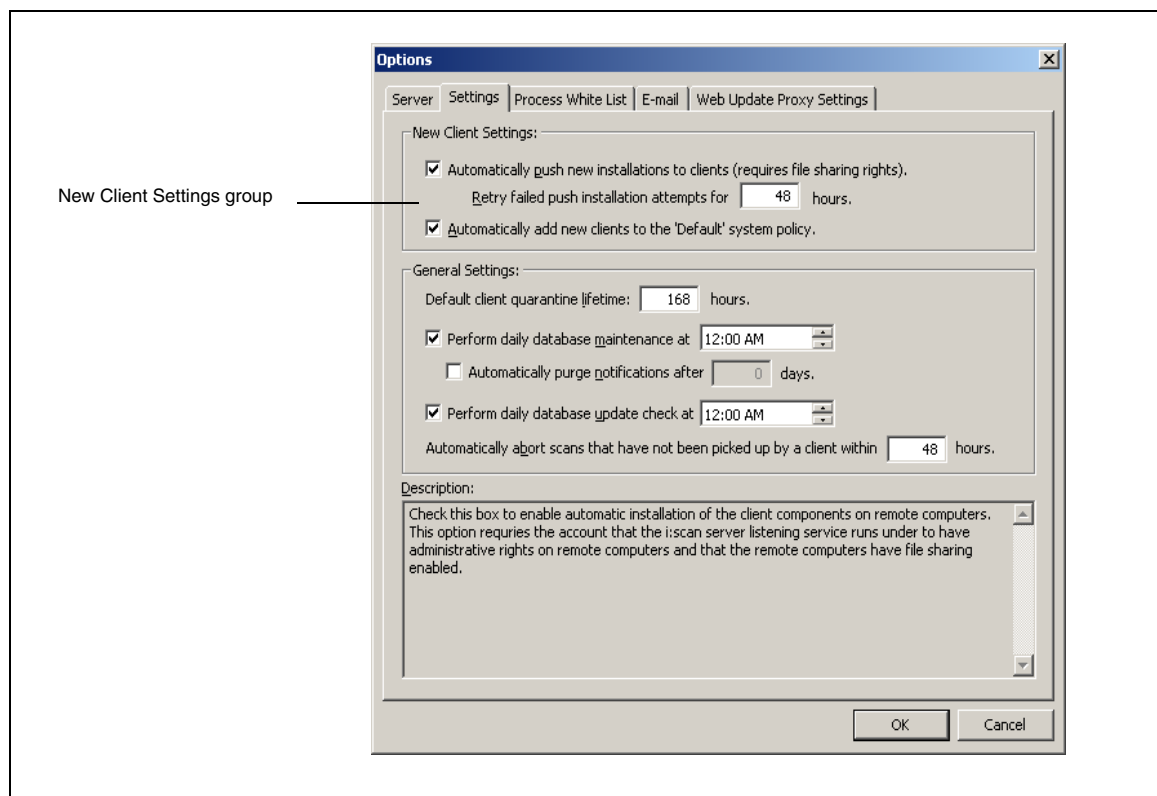 Options
Server Settings Process White List E-mail Web Update Proxy Settings
New Client Settings:
Automatically push new installations to clients (requires file sharing rights).
New Client Settings group
Retry failed push installation attempts for 48 hours.
Automatically add new clients to the 'Default' system policy.
General Settings:
Default client quarantine lifetime: 168 hours.
Perform daily database maintenance at 12:00 AM
Automatically purge notifications after 0 days.
Perform daily database update check at 12:00 AM
Automatically abort scans that have not been picked up by a client within 48 hours.
Description:
Check this box to enable automatic installation of the client components on remote computers.
This option requries the account that the i:scan server listening service runs under to have
administrative rights on remote computers and that the remote computers have file sharing
enabled.
OK Cancel